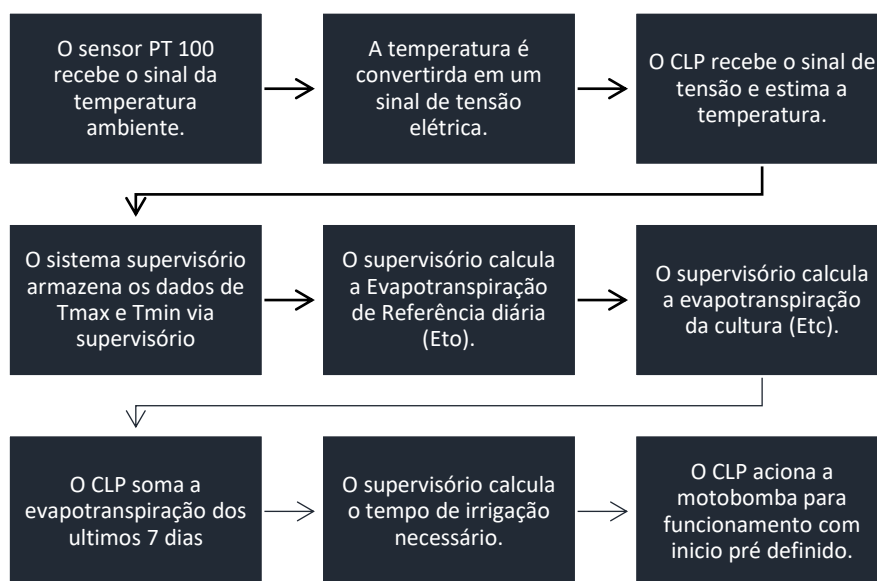 O sensor PT 100
recebe o sinal da
temperatura
ambiente.
A temperatura é
convertirda em um
sinal de tensão
elétrica.
O CLP recebe o sinal de
tensão e estima a
temperatura.
O sistema supervisório
armazena os dados de
Tmax e Tmin via
supervisório
O supervisório calcula
a Evapotranspiração
de Referência diária
(Eto).
O supervisório calcula
a evapotranspiração
da cultura (Etc).
O CLP soma a
evapotranspiração dos
ultimos 7 dias
O supervisório calcula
o tempo de irrigação
necessário.
O CLP aciona a
motobomba para
funcionamento com
inicio pré definido.